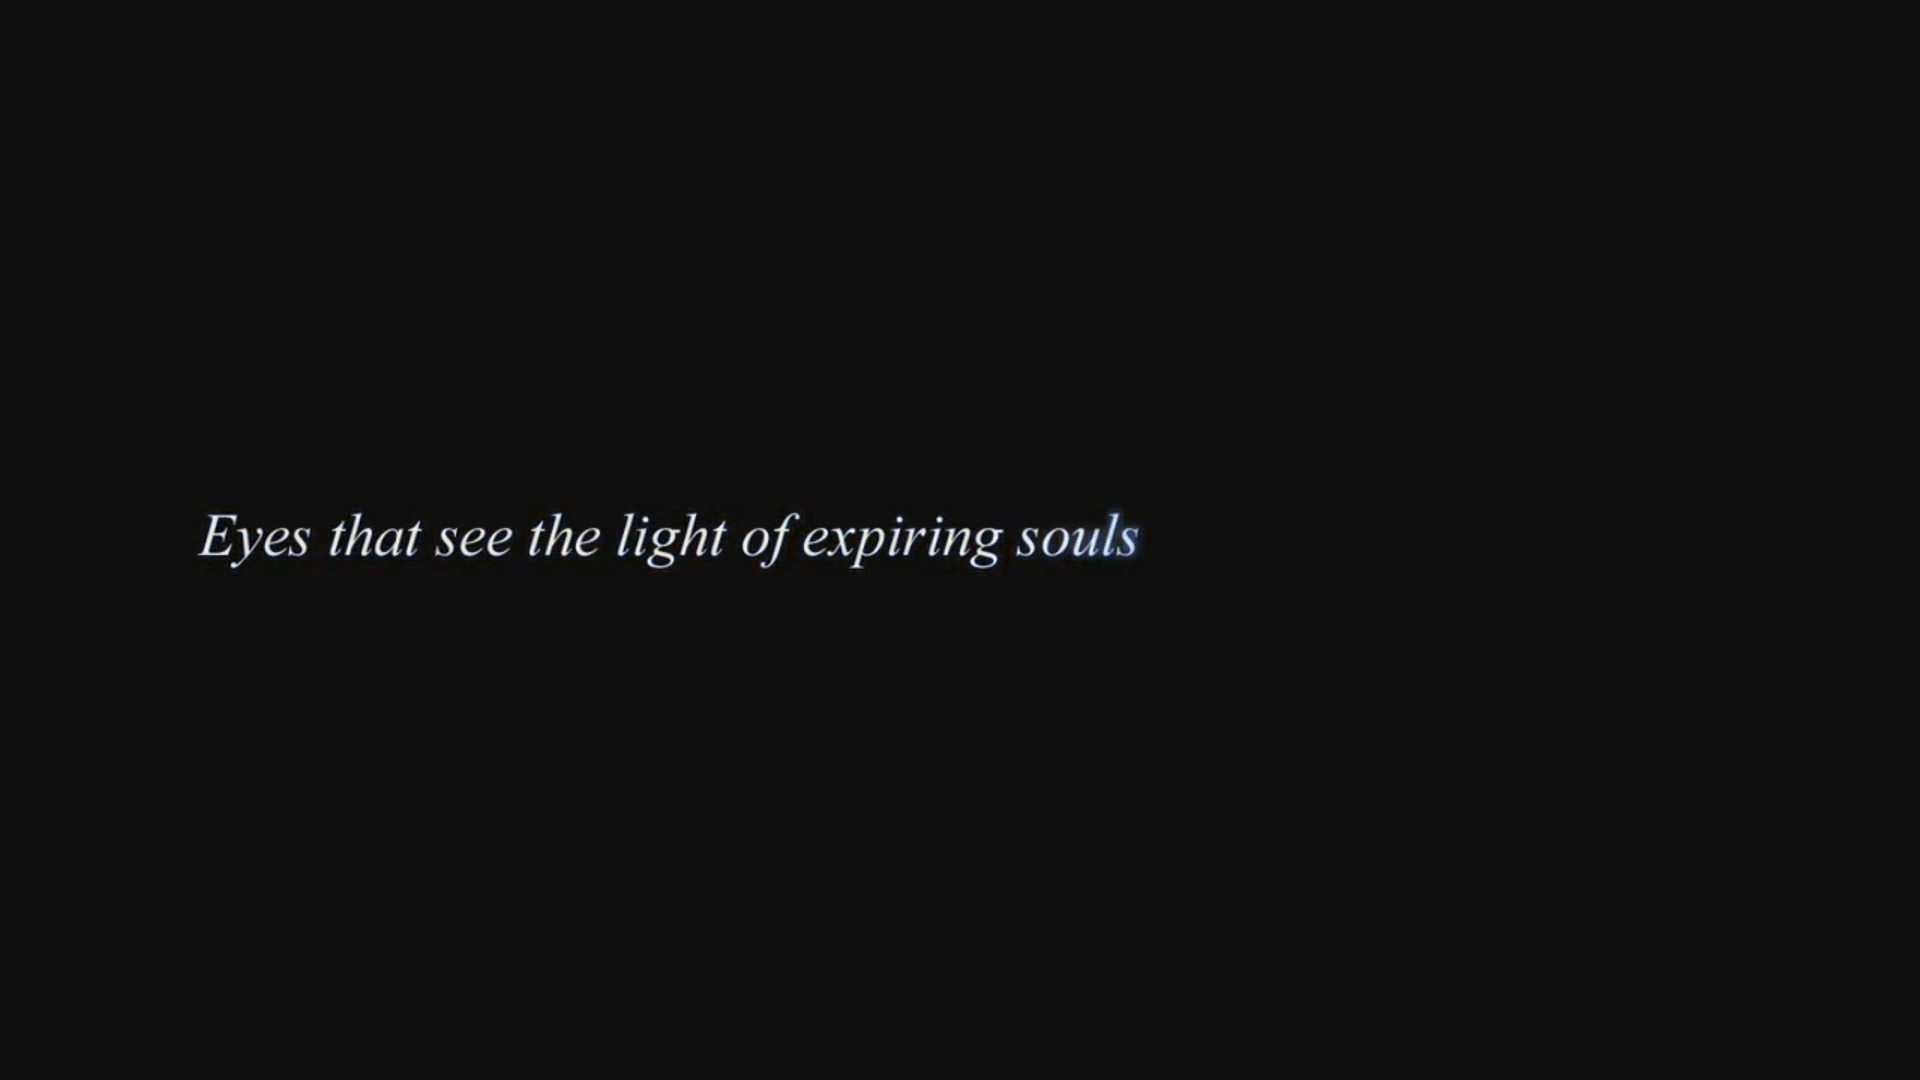 Eyes that see the light of expiring souls